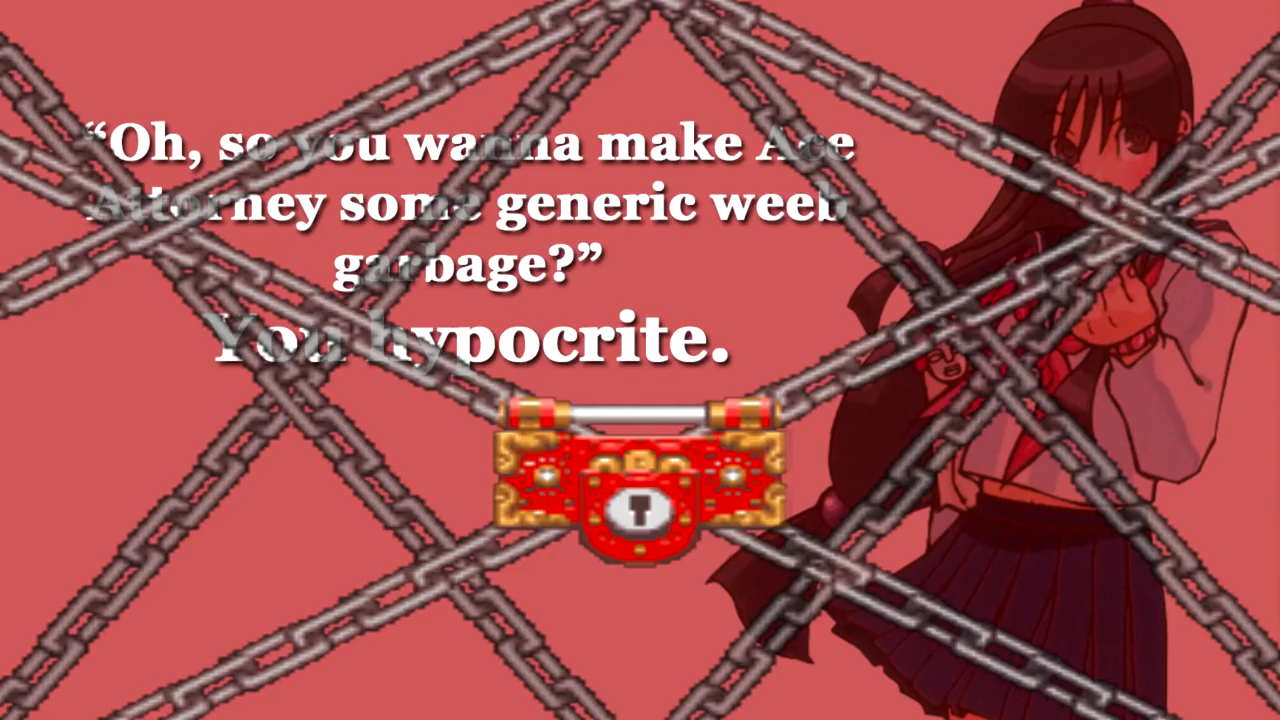 “Oh, so you wanna make Ace
Attorney some generic weeb
garbage?”
You hypocrite.